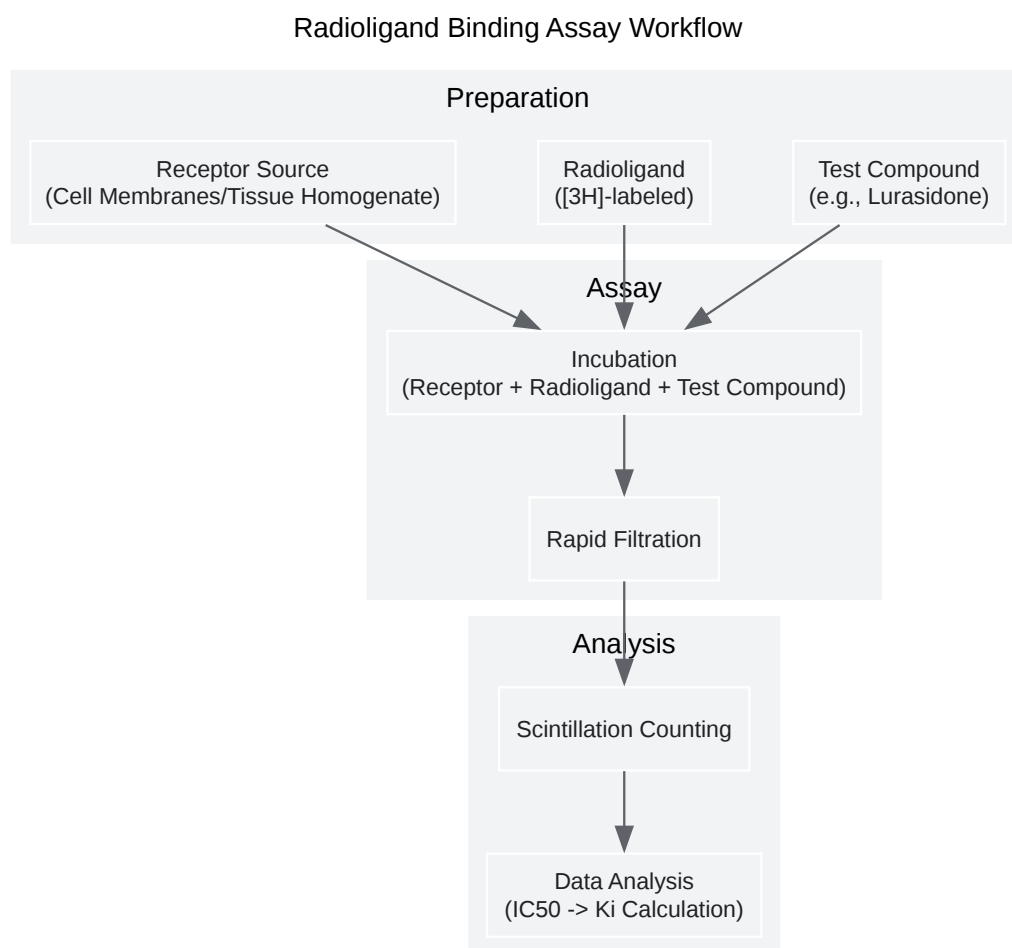 Radioligand Binding Assay Workflow
Preparation
Receptor Source
(Cell Membranes/Tissue Homogenate)
Radioligand
([3H]-labeled)
Test Compound
(e.g., Lurasidone)
Assay
Incubation
(Receptor + Radioligand + Test Compound)
Rapid Filtration
Analysis
Scintillation Counting
Data Analysis
(IC50 -> Ki Calculation)